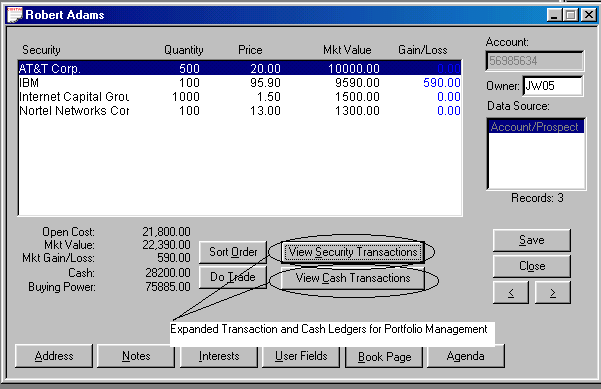 Robert Adams
Security Quantity Price Mkt Value Gain/Loss
AT&T Corp. 500 20.00 10000.00 0.00
IBM 100 95.90 9590.00 590.00
Internet Capital Grou 1000 1.50 1500.00 0.00
Nortel Networks Cor 100 13.00 1300.00 0.00
Account:
56985634
Owner: JW05
Data Source:
Account/Prospect
Records: 3
Open Cost: 21,800.00
Mkt Value: 22,390.00
Mkt Gain/Loss: 590.00
Cash: 28200.00
Buying Power: 75885.00
Sort Order
View Security Transactions
Do Trade
View Cash Transactions
Save
Close
< >
Expanded Transaction and Cash Ledgers for Portfolio Management
Address Notes Interests User Fields Book Page Agenda